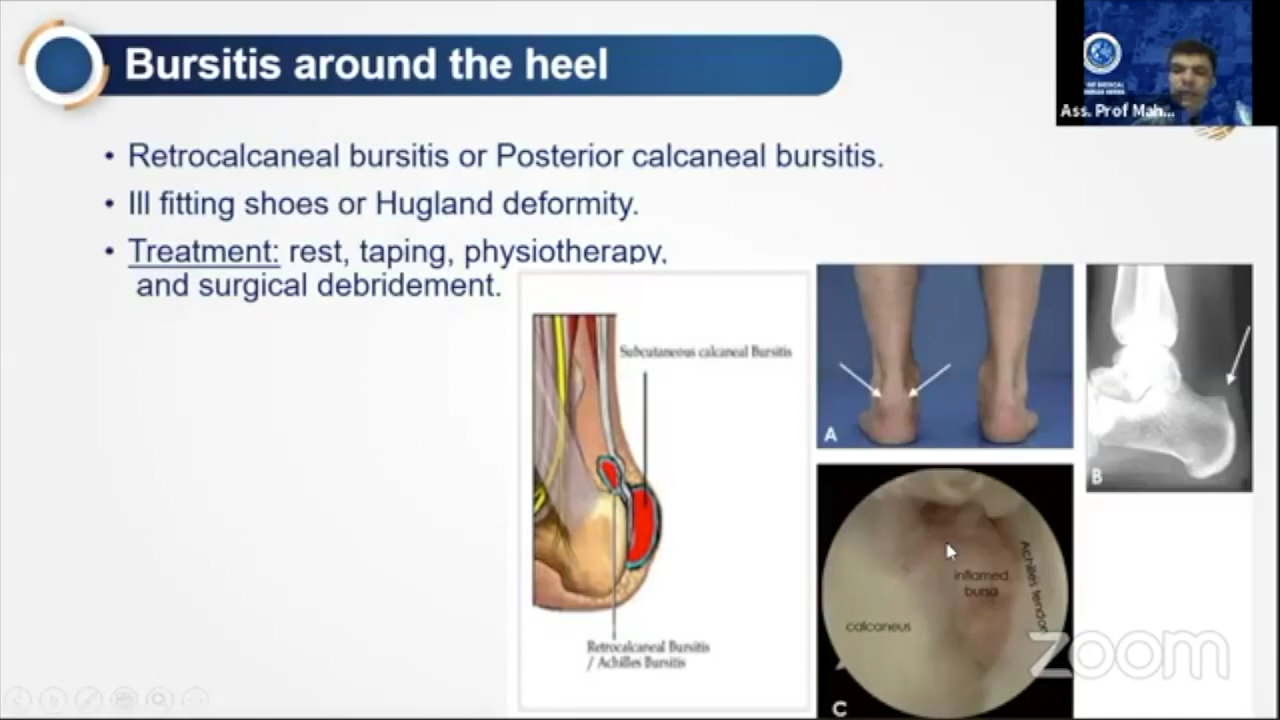 Bursitis around the heel
Ass. Prof Mah...
• Retrocalcaneal bursitis or Posterior calcaneal bursitis.
• Ill fitting shoes or Hugland deformity.
• Treatment: rest, taping, physiotherapy,
and surgical debridement.
Subcutaneous calcaneal Bursitis
Retrocalcaneal Bursitis
/ Achilles Bursitis
A
B
inflamed
bursa
Achilles tendon
calcaneus
C
zoom